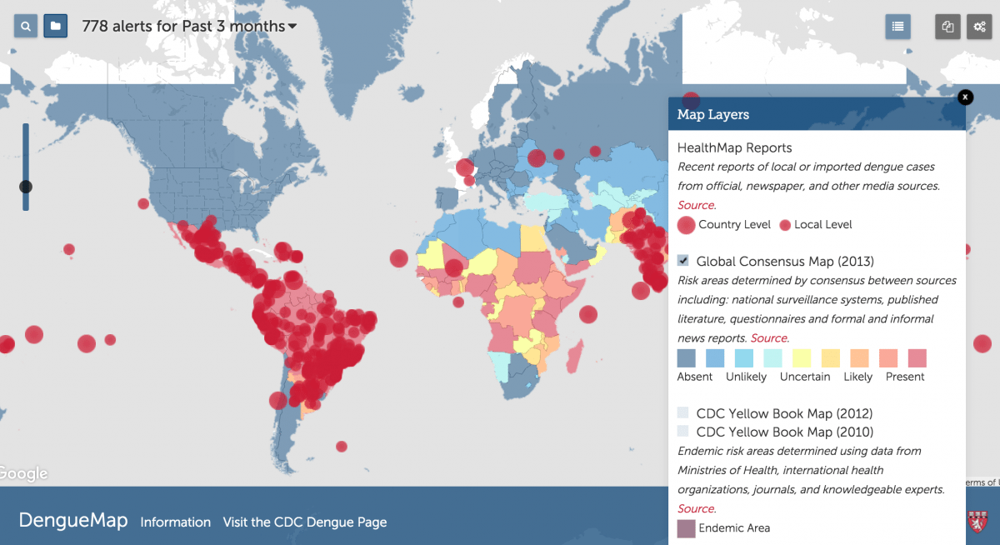 778 alerts for Past 3 months
x
Map Layers
HealthMap Reports
Recent reports of local or imported dengue cases
from official, newspaper, and other media sources.
Source.
Country Level Local Level
Global Consensus Map (2013)
Risk areas determined by consensus between sources
including: national surveillance systems, published
literature, questionnaires and formal and informal
news reports. Source.
Absent Unlikely Uncertain Likely Present
CDC Yellow Book Map (2012)
CDC Yellow Book Map (2010)
Endemic risk areas determined using data from
Ministries of Health, international health
organizations, journals, and knowledgeable experts.
Source.
Endemic Area
Google
erms of U
DengueMap Information Visit the CDC Dengue Page